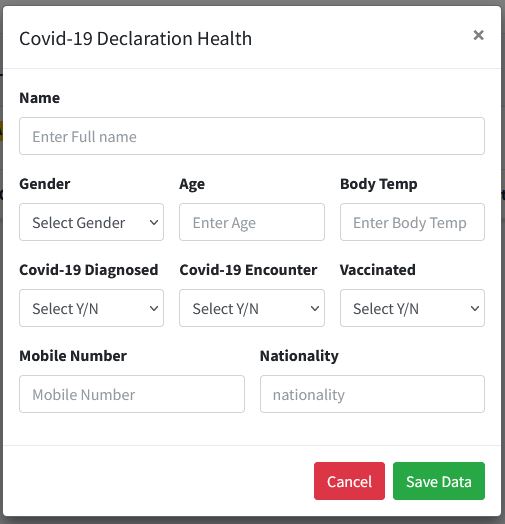 Covid-19 Declaration Health ×
Name
Enter Full name
Gender Age Body Temp
Select Gender Enter Age Enter Body Temp
Covid-19 Diagnosed Covid-19 Encounter Vaccinated
Select Y/N Select Y/N Select Y/N
Mobile Number Nationality
Mobile Number nationality
Cancel Save Data